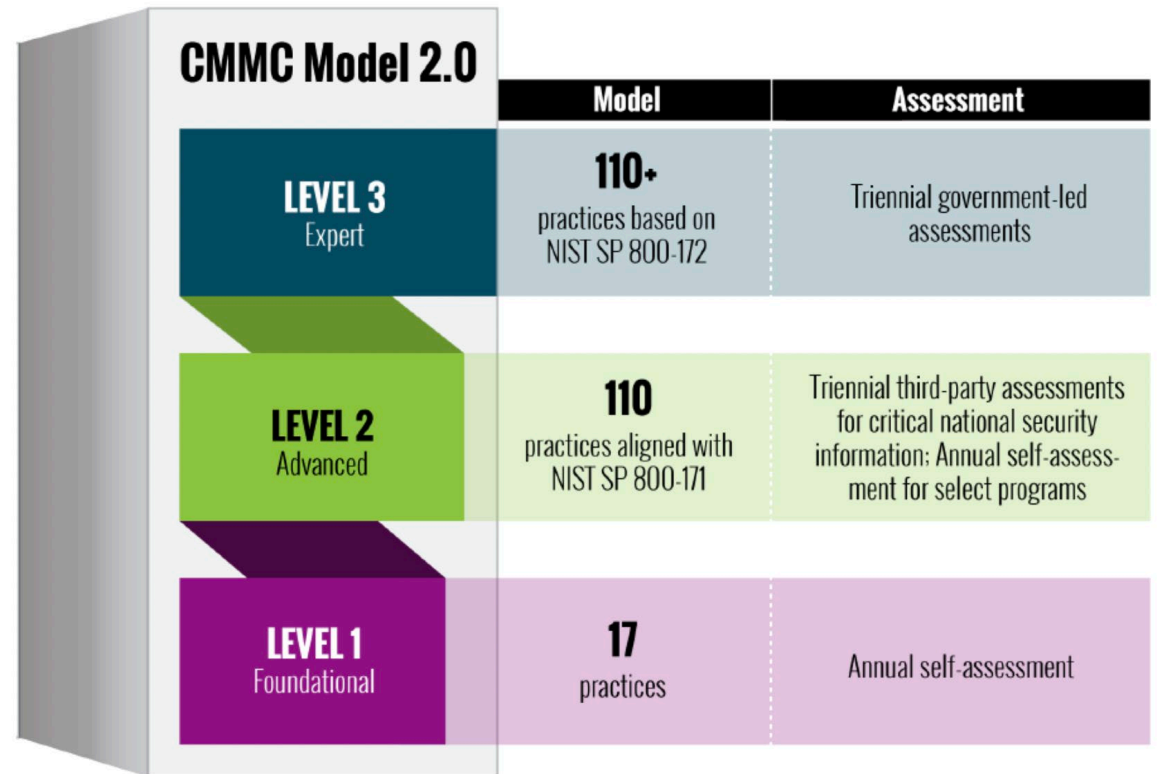 CMMC Model 2.0
Model
Assessment
LEVEL 3
Expert
110+
practices based on
NIST SP 800-172
Triennial government-led
assessments
LEVEL 2
Advanced
110
practices aligned with
NIST SP 800-171
Triennial third-party assessments
for critical national security
information; Annual self-assess-
ment for select programs
LEVEL 1
Foundational
17
practices
Annual self-assessment